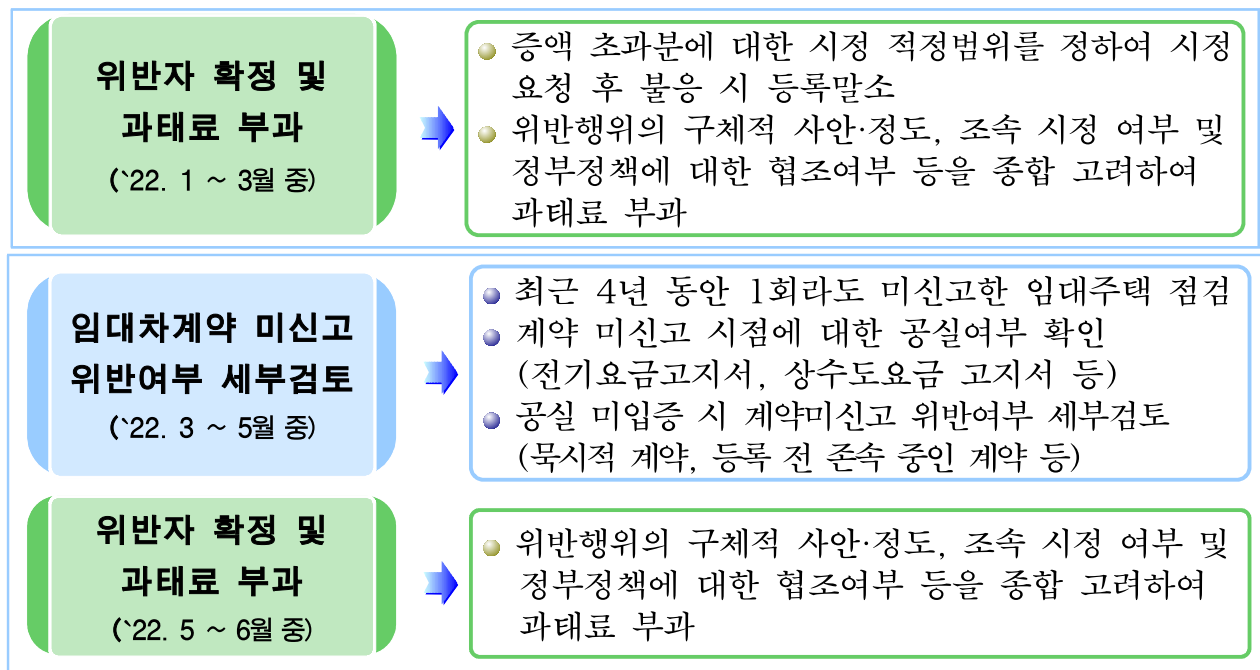 위반자 확정 및
과태료 부과
(`22. 1 ~ 3월 중)
증액 초과분에 대한 시정 적정범위를 정하여 시정
요청 후 불응 시 등록말소
위반행위의 구체적 사안·정도, 조속 시정 여부 및
정부정책에 대한 협조여부 등을 종합 고려하여
과태료 부과
임대차계약 미신고
위반여부 세부검토
(`22. 3 ~ 5월 중)
최근 4년 동안 1회라도 미신고한 임대주택 점검
계약 미신고 시점에 대한 공실여부 확인
(전기요금고지서, 상수도요금 고지서 등)
공실 미입증 시 계약미신고 위반여부 세부검토
(묵시적 계약, 등록 전 존속 중인 계약 등)
위반자 확정 및
과태료 부과
(`22. 5 ~ 6월 중)
위반행위의 구체적 사안·정도, 조속 시정 여부 및
정부정책에 대한 협조여부 등을 종합 고려하여
과태료 부과